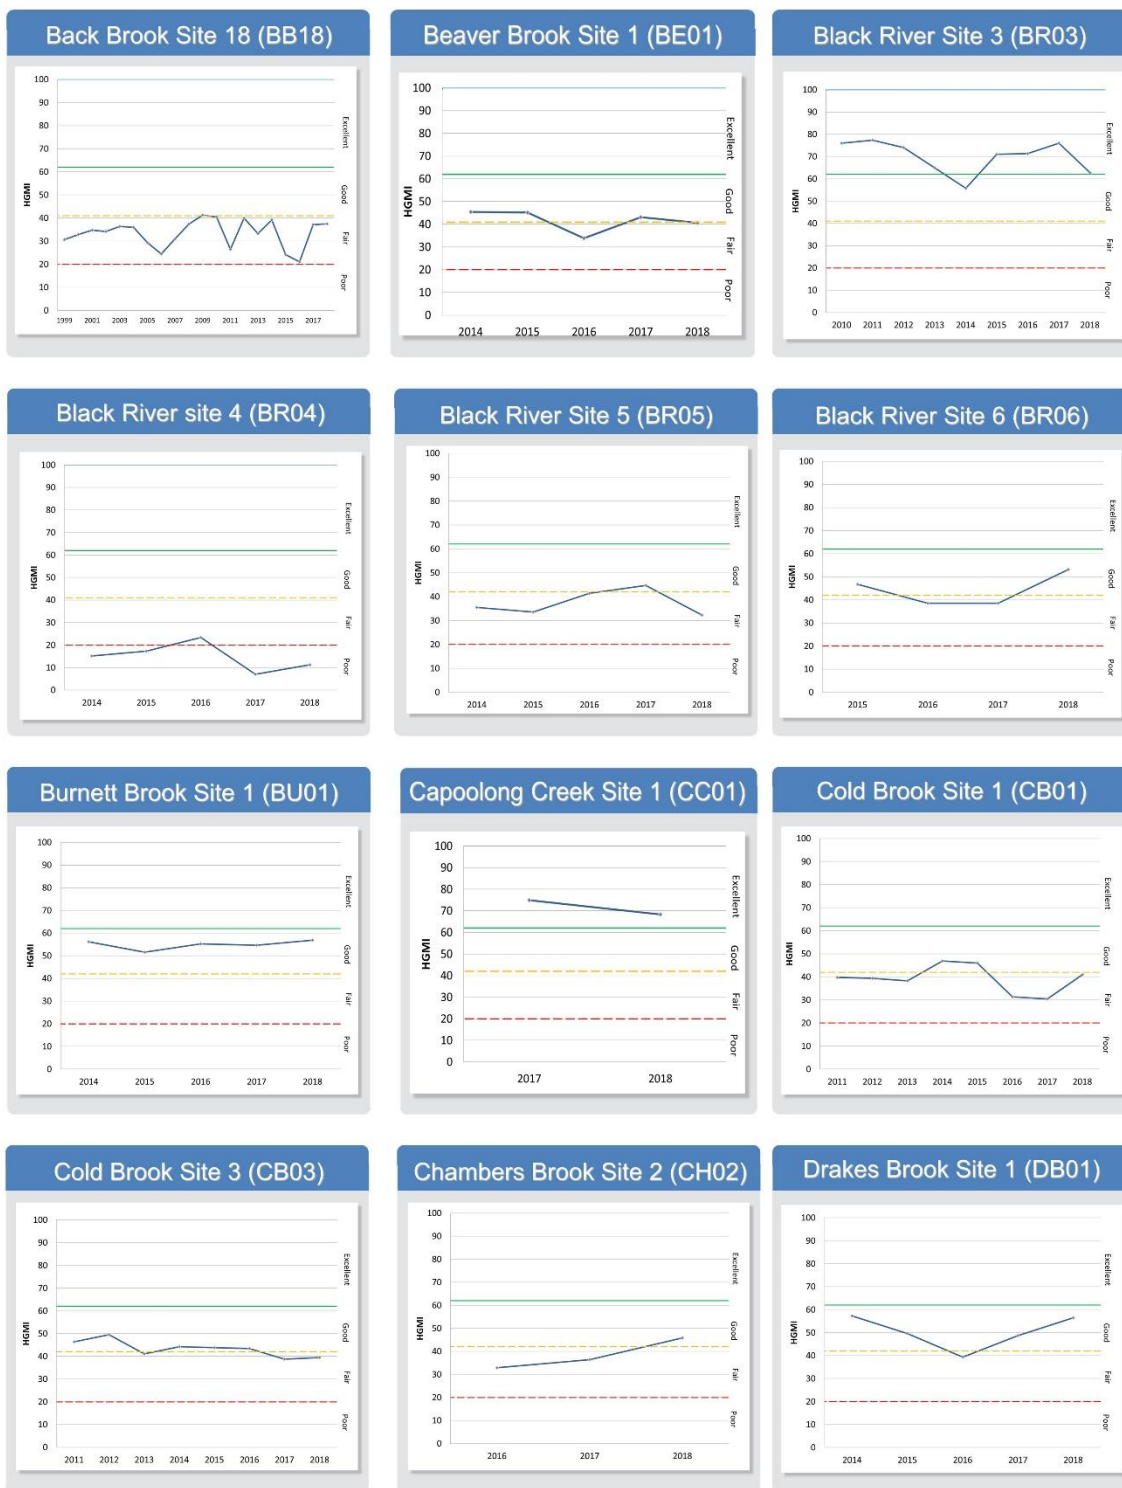 Back Brook Site 18 (BB18)
100
90
80
70
60
50
40
30
20
10
0
HGMI
Excellent
Good
Fair
Poor
1999 2001 2003 2005 2007 2009 2011 2013 2015 2017
Beaver Brook Site 1 (BE01)
100
90
80
70
60
50
40
30
20
10
0
HGMI
Excellent
Good
Fair
Poor
2014 2015 2016 2017 2018
Black River Site 3 (BR03)
100
90
80
70
60
50
40
30
20
10
0
HGMI
Excellent
Good
Fair
Poor
2010 2011 2012 2013 2014 2015 2016 2017 2018
Black River site 4 (BR04)
100
90
80
70
60
50
40
30
20
10
0
HGMI
Excellent
Good
Fair
Poor
2014 2015 2016 2017 2018
Black River Site 5 (BR05)
100
90
80
70
60
50
40
30
20
10
0
HGMI
Excellent
Good
Fair
Poor
2014 2015 2016 2017 2018
Black River Site 6 (BR06)
100
90
80
70
60
50
40
30
20
10
0
HGMI
Excellent
Good
Fair
Poor
2015 2016 2017 2018
Burnett Brook Site 1 (BU01)
100
90
80
70
60
50
40
30
20
10
0
HGMI
Excellent
Good
Fair
Poor
2014 2015 2016 2017 2018
Capoolong Creek Site 1 (CC01)
100
90
80
70
60
50
40
30
20
10
0
HGMI
Excellent
Good
Fair
Poor
2017 2018
Cold Brook Site 1 (CB01)
100
90
80
70
60
50
40
30
20
10
0
HGMI
Excellent
Good
Fair
Poor
2011 2012 2013 2014 2015 2016 2017 2018
Cold Brook Site 3 (CB03)
100
90
80
70
60
50
40
30
20
10
0
HGMI
Excellent
Good
Fair
Poor
2011 2012 2013 2014 2015 2016 2017 2018
Chambers Brook Site 2 (CH02)
100
90
80
70
60
50
40
30
20
10
0
HGMI
Excellent
Good
Fair
Poor
2016 2017 2018
Drakes Brook Site 1 (DB01)
100
90
80
70
60
50
40
30
20
10
0
HGMI
Excellent
Good
Fair
Poor
2014 2015 2016 2017 2018